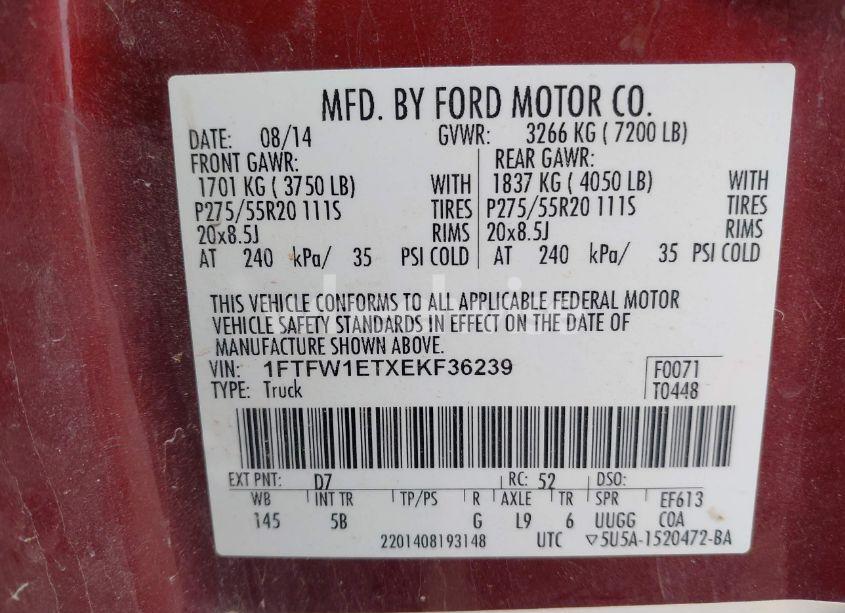 MFD. BY FORD MOTOR CO.
DATE: 08/14 GVWR: 3266 KG ( 7200 LB)
FRONT GAWR: REAR GAWR:
1701 KG ( 3750 LB) WITH 1837 KG ( 4050 LB) WITH
P275/55R20 111S TIRES P275/55R20 111S TIRES
20x8.5J RIMS 20x8.5J RIMS
AT 240 kPa/ 35 PSI COLD AT 240 kPa/ 35 PSI COLD
THIS VEHICLE CONFORMS TO ALL APPLICABLE FEDERAL MOTOR
VEHICLE SAFETY STANDARDS IN EFFECT ON THE DATE OF
MANUFACTURE SHOWN ABOVE.
VIN: 1FTFW1ETXEKF36239 F0071
TYPE: Truck T0448
EXT PNT: D7 RC: 52 DSO:
WB INT TR TP/PS R AXLE TR SPR EF613
145 5B G L9 6 UUGG COA
2201408193148 UTC ▽5U5A-1520472-BA